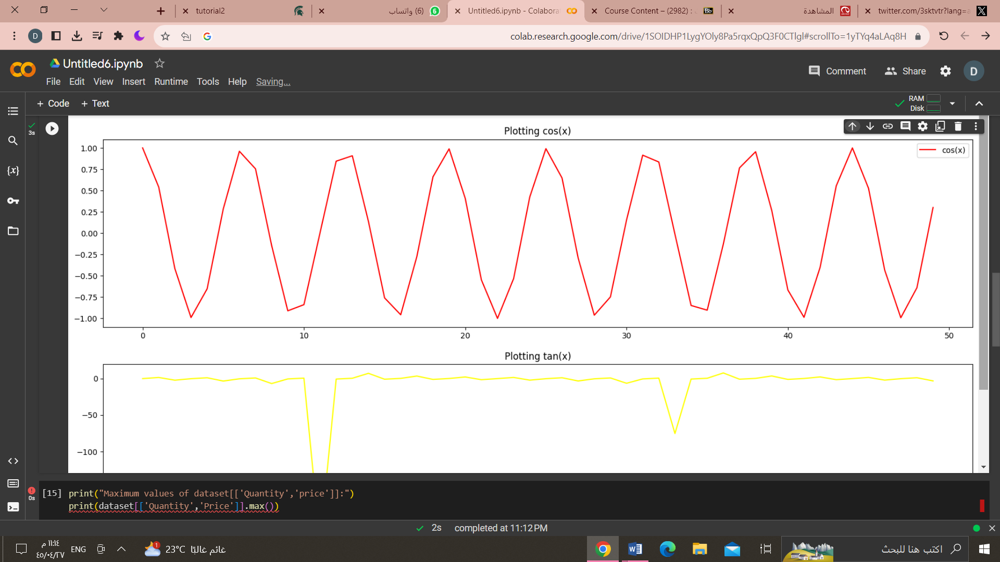 tutorial2
(6) واتساب
Untitled6.ipynb - Colabora
Course Content – (2982) :
المشاهدة
twitter.com/3sktvtr?lang=a
colab.research.google.com/drive/1SOIDHP1LygYOly8Pa5rqxQpQ3F0CTlgl#scrollTo=1yTYq4aLAq8H
D
CO
Untitled6.ipynb
File Edit View Insert Runtime Tools Help Saving...
Comment
Share
D
+ Code + Text
RAM
Disk
3s
Plotting cos(x)
cos(x)
1.00
0.75
0.50
0.25
0.00
−0.25
−0.50
−0.75
−1.00
0 10 20 30 40 50
Plotting tan(x)
0
−50
−100
0s
[15] print("Maximum values of dataset[['Quantity','price']]:")
print(dataset[['Quantity','Price']].max())
2s completed at 11:12 PM
١١:١٤ م
٤٥/٠٤/٢٧
ENG
1
23°C غائم غالبًا
اكتب هنا للبحث